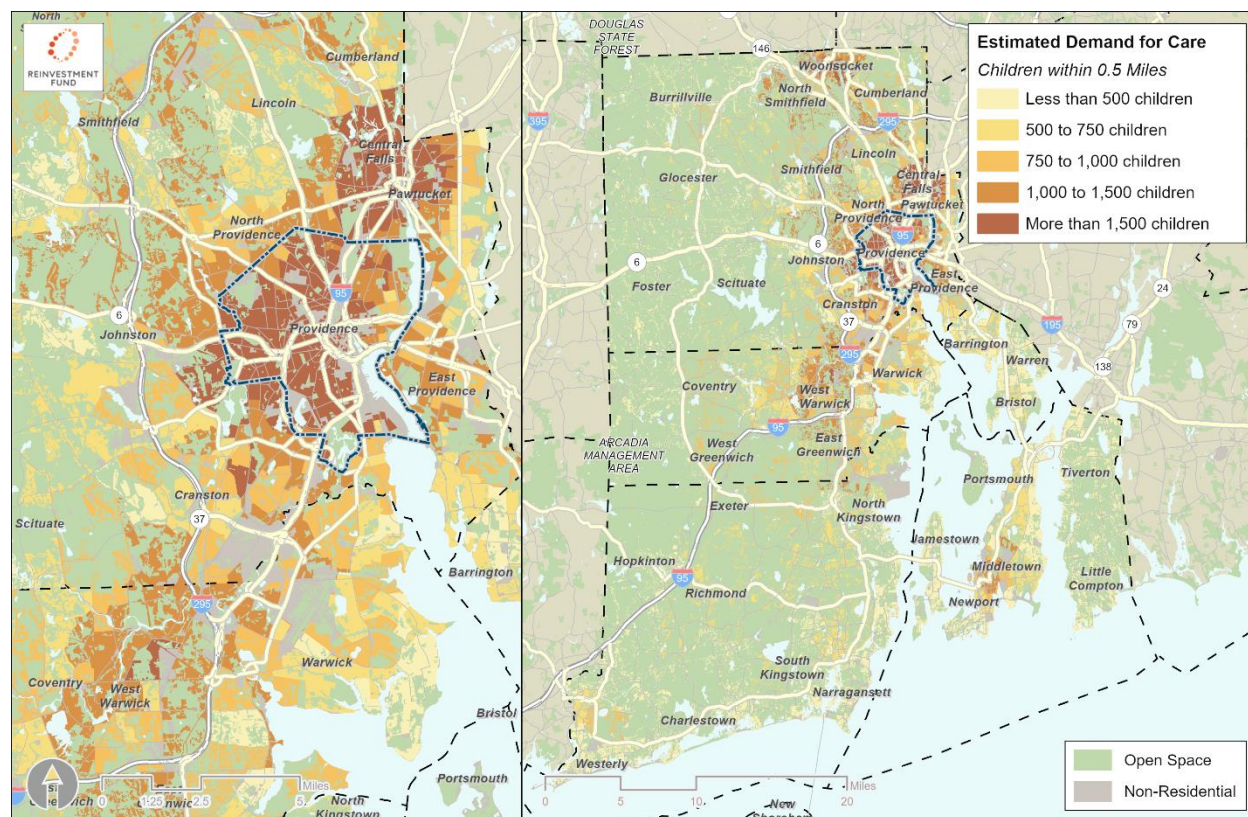 REINVESTMENT
FUND
North
Smithfield
Lincoln
Cumberland
Central
Falls
Pawtucket
North
Providence
95
6
Johnston
Providence
East
Providence
Cranston
37
Scituate
Barrington
295
Warwick
Coventry
West
Warwick
Bristol
Portsmouth
North
Kingstown
0 1.25 2.5 5
Miles
DOUGLAS
STATE
FOREST
146
395
Woonsocket
Burrillville
North
Smithfield
Cumberland
295
Lincoln
Smithfield
Central
Falls
Glocester
North
Providence
Pawtucket
95
6
Johnston
Providence
6
Foster
Scituate
East
Providence
Cranston
37
24
195
79
295
Barrington
Warren
138
Coventry
West
Warwick
Warwick
Bristol
95
ARCADIA
MANAGEMENT
AREA
West
Greenwich
East
Greenwich
Portsmouth
Tiverton
Exeter
North
Kingstown
Jamestown
Hopkinton
95
Richmond
Middletown
Little
Compton
Newport
South
Kingstown
Narragansett
Charlestown
Westerly
0 5 10 20
Miles
New
Estimated Demand for Care
Children within 0.5 Miles
Less than 500 children
500 to 750 children
750 to 1,000 children
1,000 to 1,500 children
More than 1,500 children
Open Space
Non-Residential